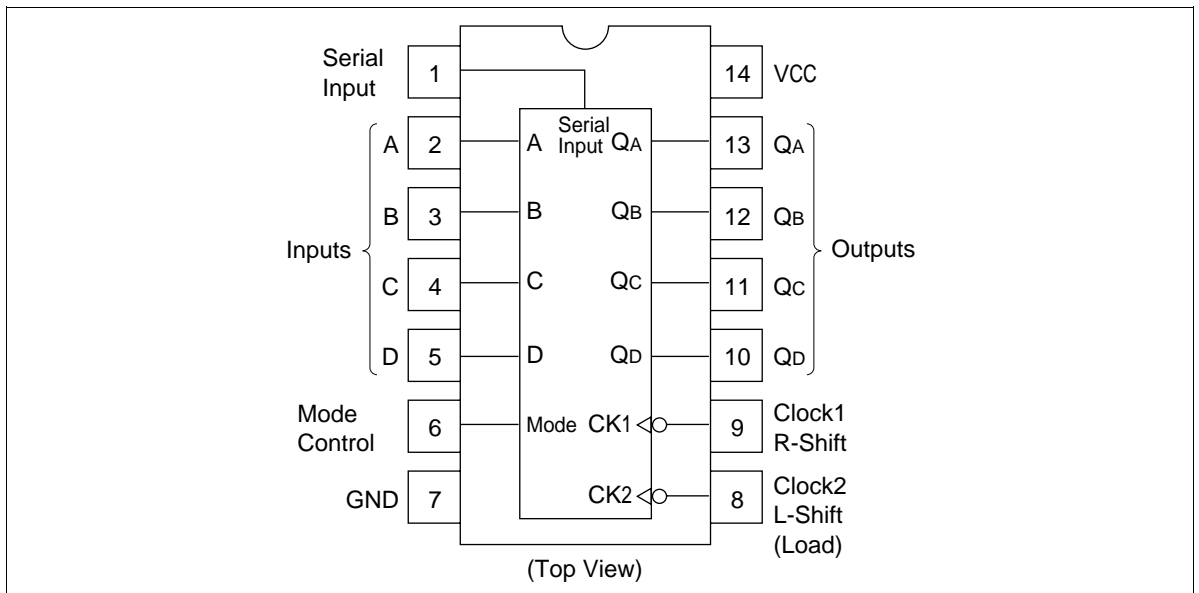 Serial
Input
1
14
VCC
Serial
Input
A
2
A
QA
13
QA
B
3
B
QB
12
QB
Inputs
Outputs
C
4
C
QC
11
QC
D
5
D
QD
10
QD
Mode
Control
6
Mode
CK1
9
Clock1
R-Shift
GND
7
CK2
8
Clock2
L-Shift
(Load)
(Top View)